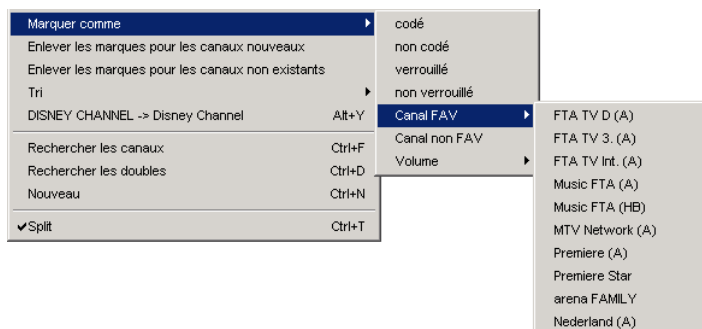 Marquer comme
Enlever les marques pour les canaux nouveaux
Enlever les marques pour les canaux non existants
Tri
DISNEY CHANNEL -> Disney Channel Alt+Y
Rechercher les canaux Ctrl+F
Rechercher les doubles Ctrl+D
Nouveau Ctrl+N
Split Ctrl+T
codé
non codé
verrouillé
non verrouillé
Canal FAV
Canal non FAV
Volume
FTA TV D (A)
FTA TV 3. (A)
FTA TV Int. (A)
Music FTA (A)
Music FTA (HB)
MTV Network (A)
Premiere (A)
Premiere Star
arena FAMILY
Nederland (A)